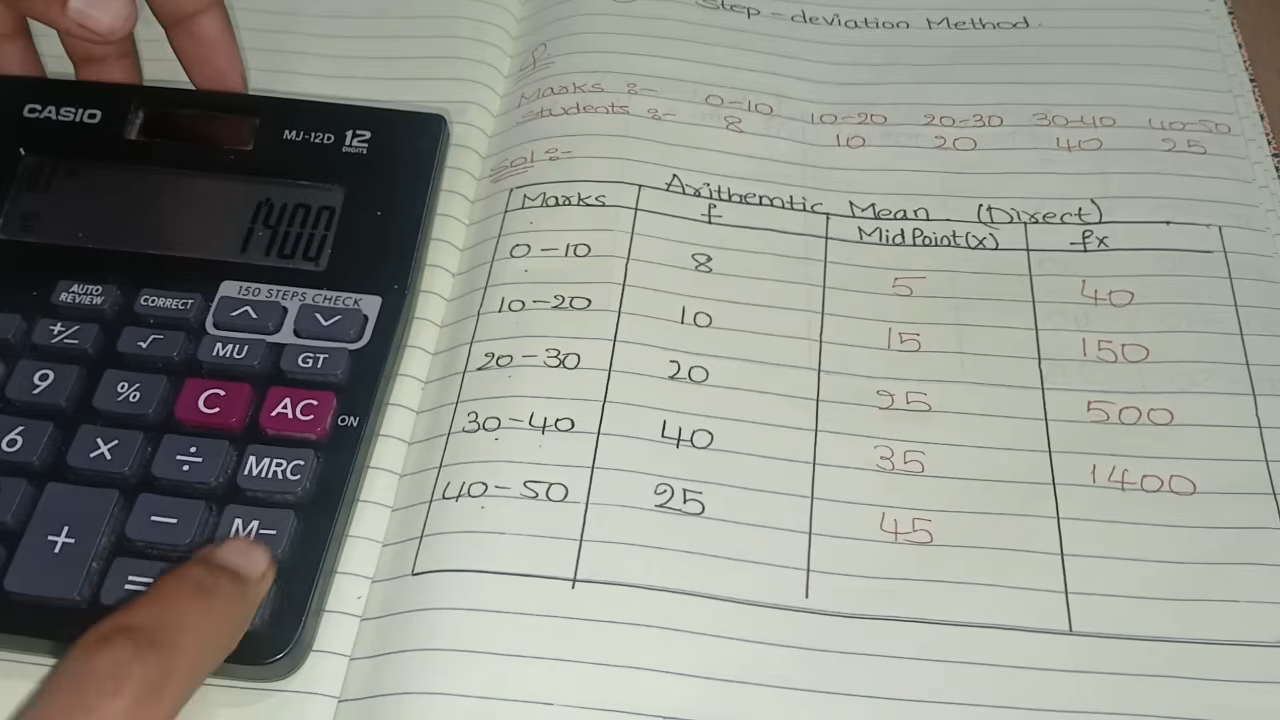 Step-deviation Method.
Q
Marks :- 0-10 10-20 20-30 30-40 40-50
Students :- 8 10 20 40 25
Sol :-
Arithemtic Mean (Direct)
Marks f MidPoint(x) fx
0-10 8 5 40
10-20 10 15 150
20-30 20 25 500
30-40 40 35 1400
40-50 25 45
CASIO
MJ-12D 12 DIGITS
1400
150 STEPS CHECK
AUTO REVIEW CORRECT
+/- √ MU GT
9 % C AC ON
6 × ÷ MRC
+ - M-
=